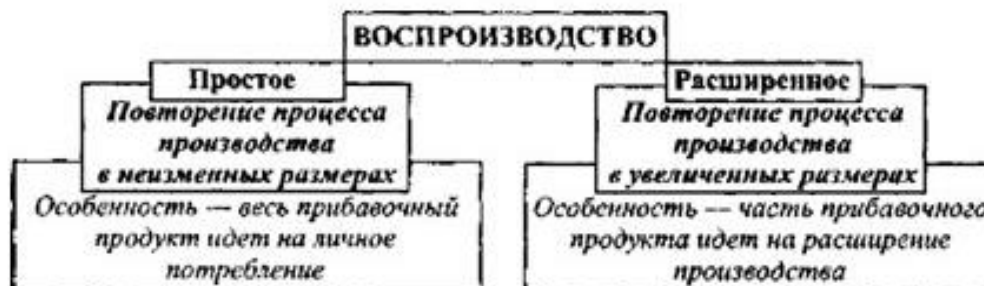 ВОСПРОИЗВОДСТВО
Простое
Повторение процесса
производства
в неизменных размерах
Особенность — весь прибавочный
продукт идет на личное
потребление
Расширенное
Повторение процесса
производства
в увеличенных размерах
Особенность — часть прибавочного
продукта идет на расширение
производства